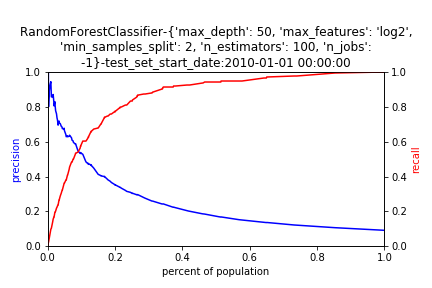 RandomForestClassifier-{'max_depth': 50, 'max_features': 'log2',
'min_samples_split': 2, 'n_estimators': 100, 'n_jobs':
-1}-test_set_start_date:2010-01-01 00:00:00
1.0
0.8
0.6
0.4
0.2
0.0
precision
1.0
0.8
0.6
0.4
0.2
0.0
recall
0.0 0.2 0.4 0.6 0.8 1.0
percent of population